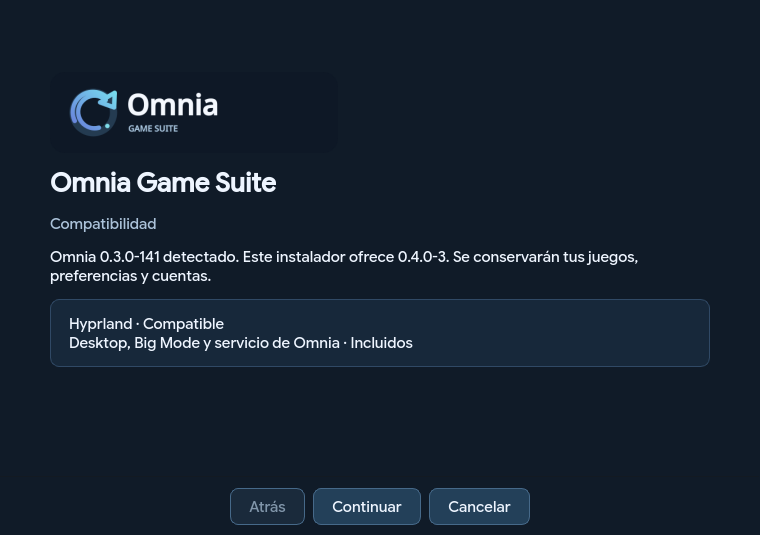 Omnia
GAME SUITE
Omnia Game Suite
Compatibilidad
Omnia 0.3.0-141 detectado. Este instalador ofrece 0.4.0-3. Se conservarán tus juegos,
preferencias y cuentas.
Hyprland · Compatible
Desktop, Big Mode y servicio de Omnia · Incluidos
Atrás
Continuar
Cancelar